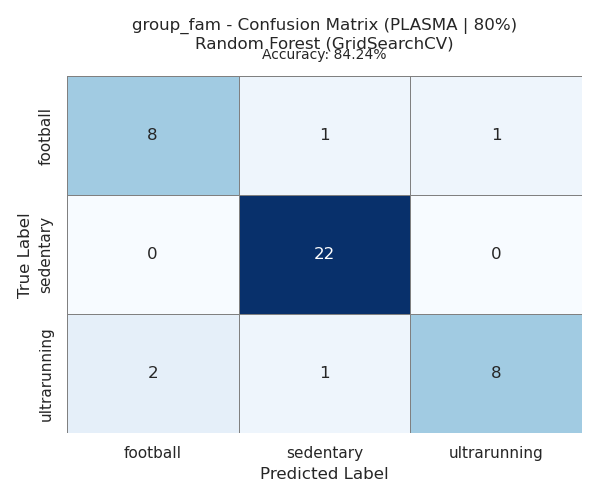 group_fam - Confusion Matrix (PLASMA | 80%)
Random Forest (GridSearchCV)
Accuracy: 84.24%
True Label
football
8 1 1
sedentary
0 22 0
ultrarunning
2 1 8
football sedentary ultrarunning
Predicted Label